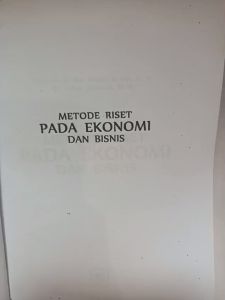 METODE RISET
PADA EKONOMI
DAN BISNIS